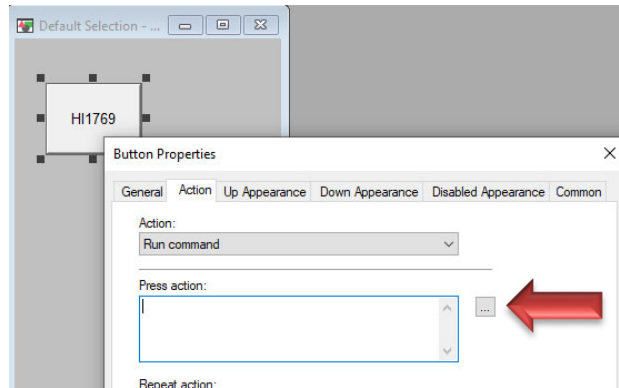 Default Selection - ...
HI1769
Button Properties
General Action Up Appearance Down Appearance Disabled Appearance Common
Action:
Run command
Press action:
...
Repeat action: